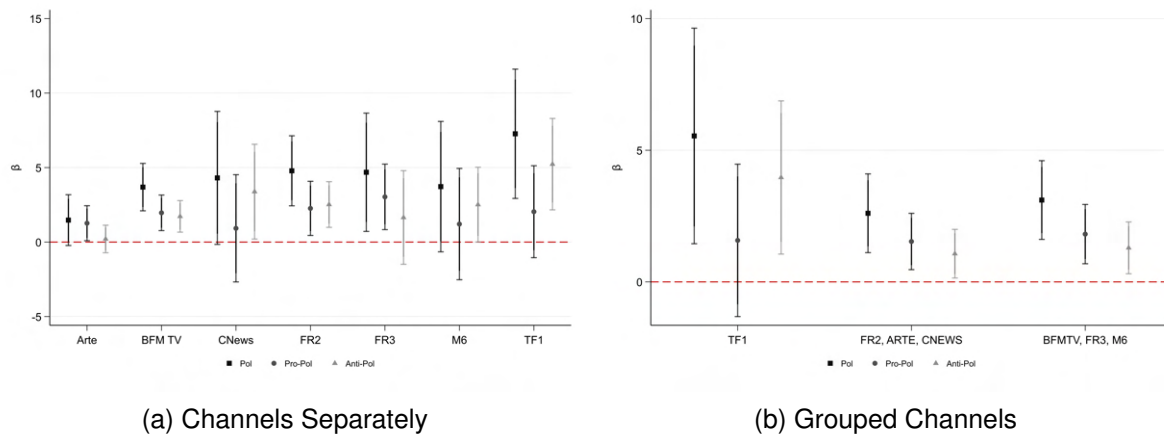 15
10
5
0
-5
β
Arte BFM TV CNews FR2 FR3 M6 TF1
Pol Pro-Pol Anti-Pol
(a) Channels Separately
10
5
0
β
TF1 FR2, ARTE, CNEWS BFMTV, FR3, M6
Pol Pro-Pol Anti-Pol
(b) Grouped Channels